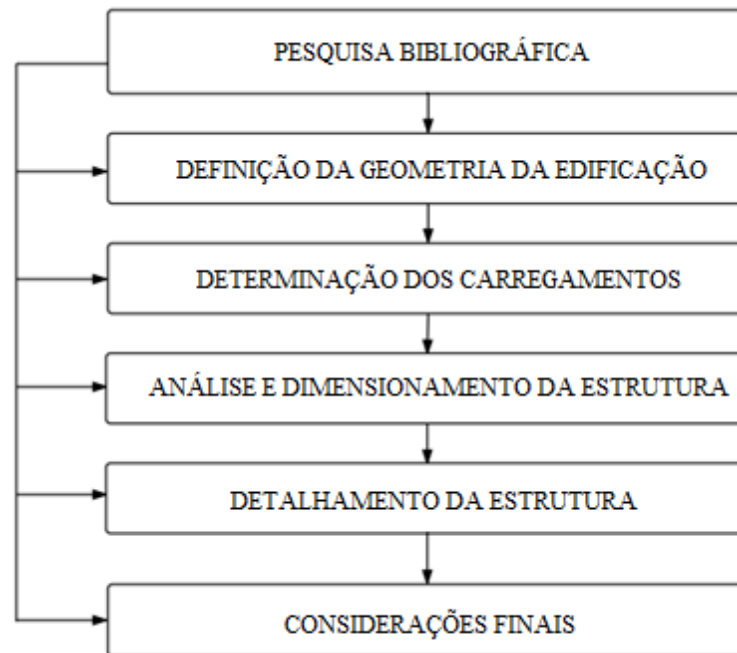 PESQUISA BIBLIOGRÁFICA
DEFINIÇÃO DA GEOMETRIA DA EDIFICAÇÃO
DETERMINAÇÃO DOS CARREGAMENTOS
ANÁLISE E DIMENSIONAMENTO DA ESTRUTURA
DETALHAMENTO DA ESTRUTURA
CONSIDERAÇÕES FINAIS